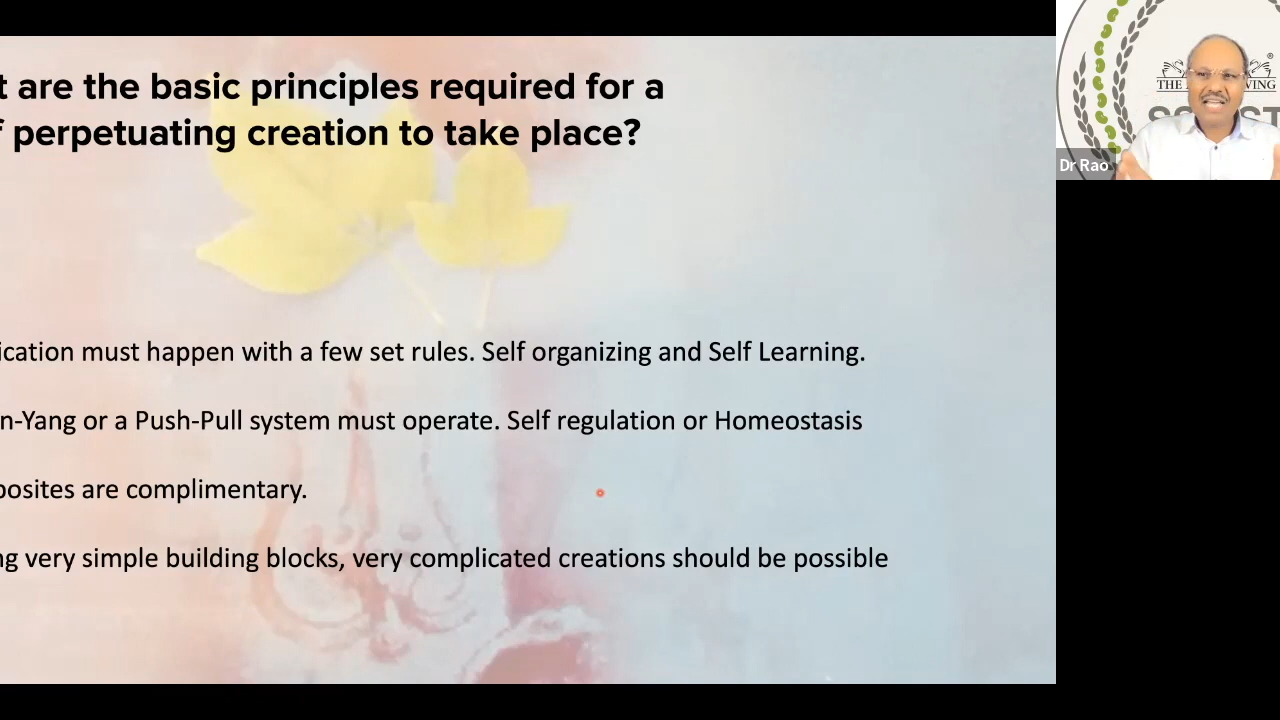 t are the basic principles required for a
f perpetuating creation to take place?
ication must happen with a few set rules. Self organizing and Self Learning.
n-Yang or a Push-Pull system must operate. Self regulation or Homeostasis
posites are complimentary.
ng very simple building blocks, very complicated creations should be possible
THE VING
®
Dr Rao